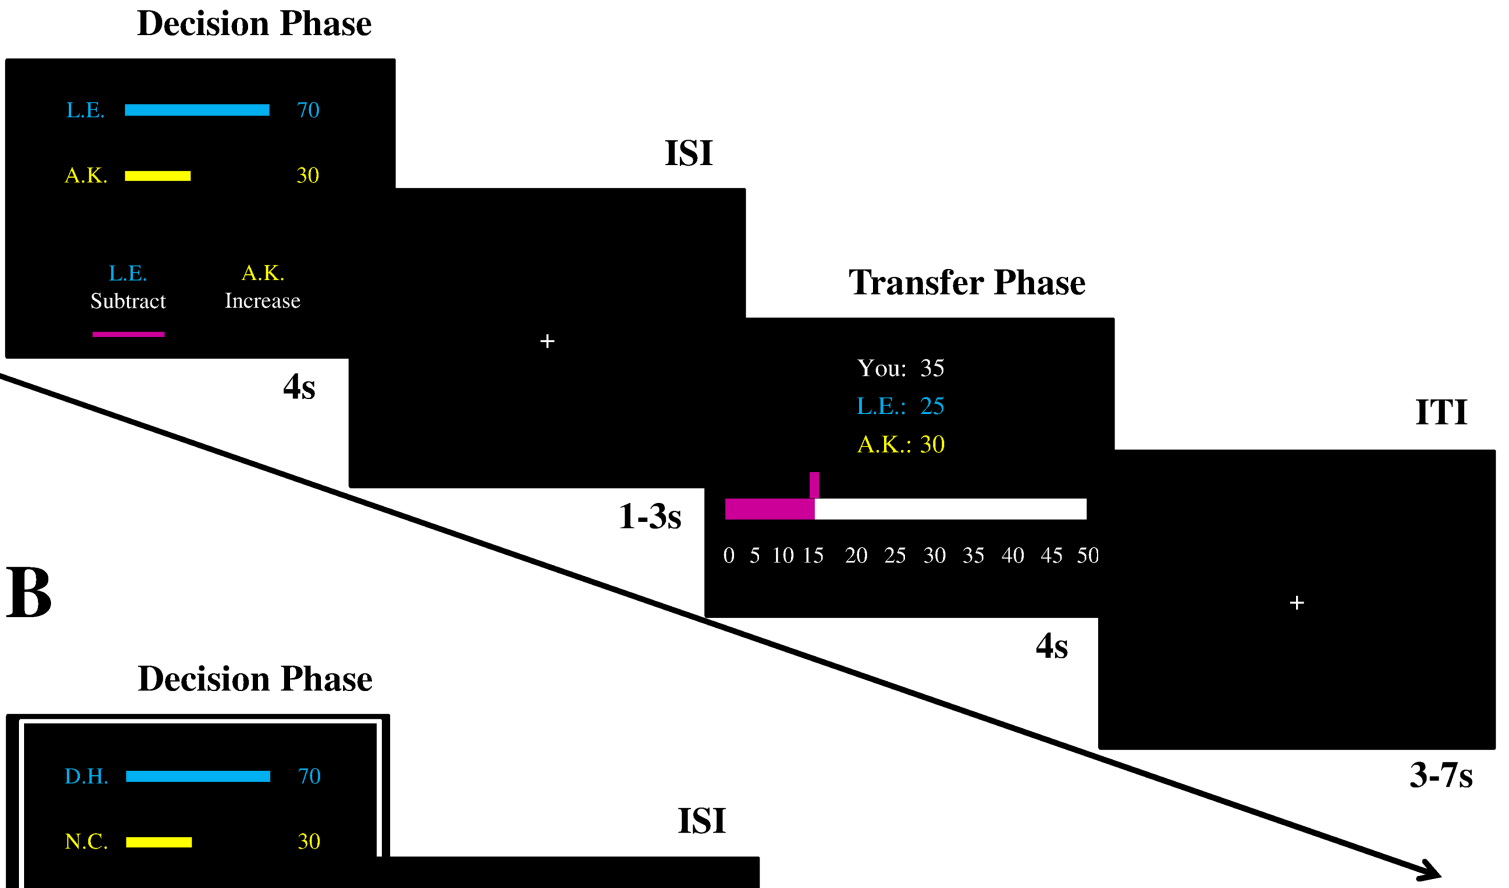 Decision Phase
L.E. 70
A.K. 30
L.E. A.K.
Subtract Increase
4s
ISI
+
1-3s
Transfer Phase
You: 35
L.E.: 25
A.K.: 30
0 5 10 15 20 25 30 35 40 45 50
4s
ITI
+
3-7s
B
Decision Phase
D.H. 70
N.C. 30
ISI